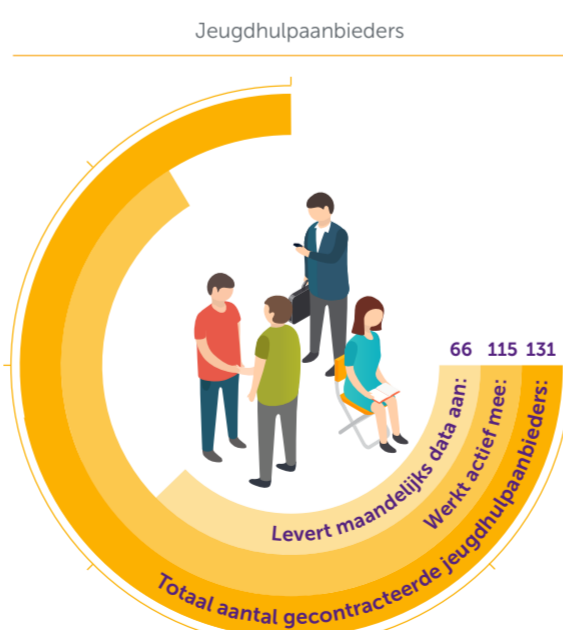 Jeugdhulpaanbieders
66 115 131
Levert maandelijks data aan:
Werkt actief mee:
Totaal aantal gecontracteerde jeugdhulpaanbieders: